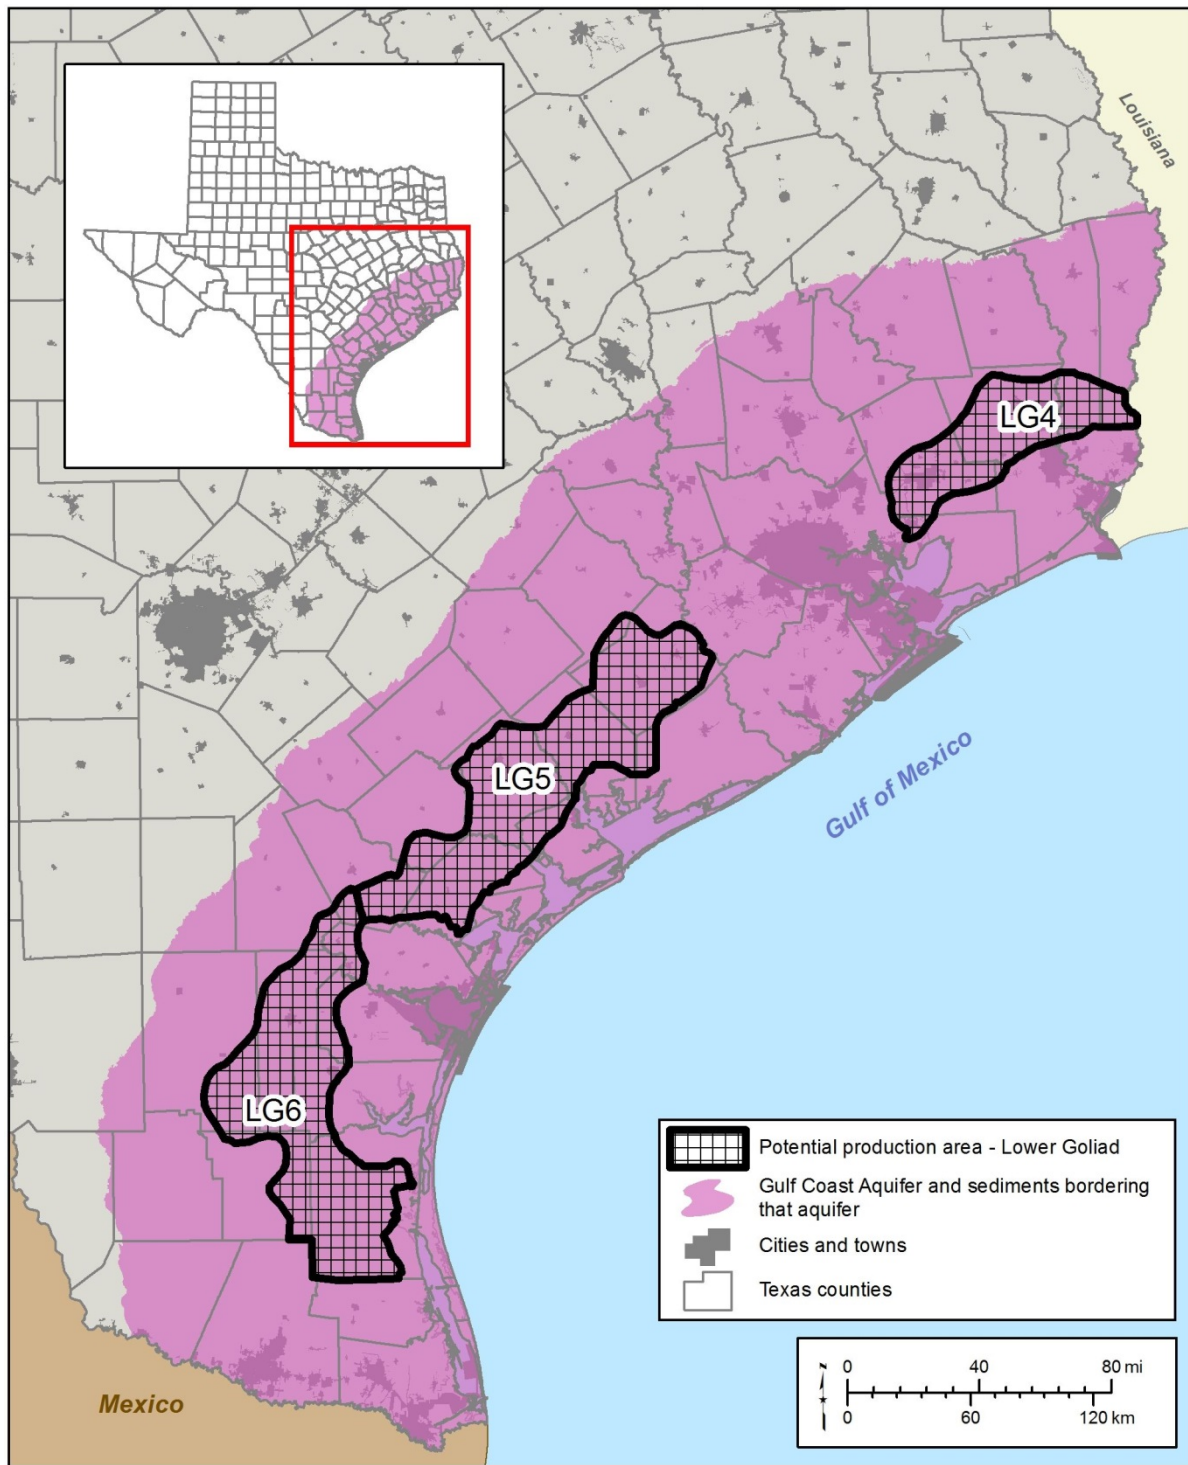 Louisiana
LG4
LG5
Gulf of Mexico
LG6
Potential production area - Lower Goliad
Gulf Coast Aquifer and sediments bordering
that aquifer
Cities and towns
Texas counties
Mexico
N
0 40 80 mi
0 60 120 km